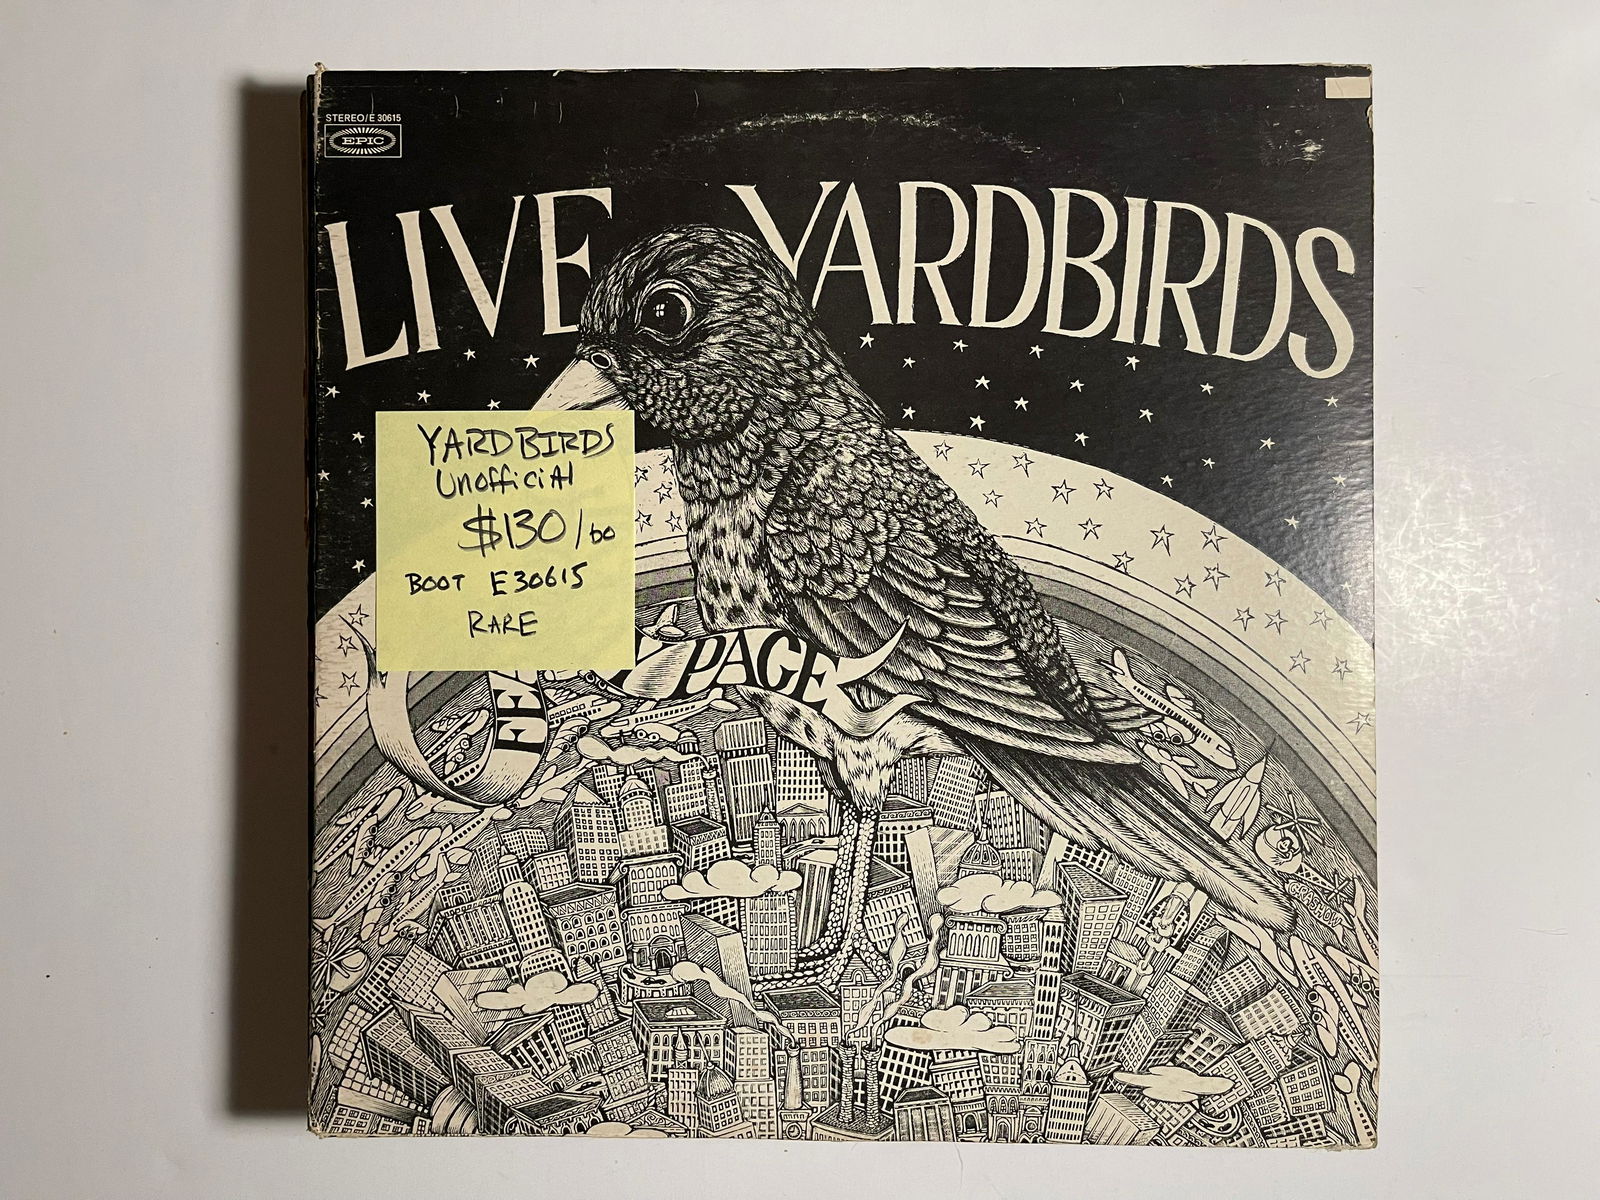 STEREO/E 30615
EPIC
LIVE YARDBIRDS
YARDBIRDS
UNOFFICIAL
$130/bo
BOOT E30615
RARE
PAGE